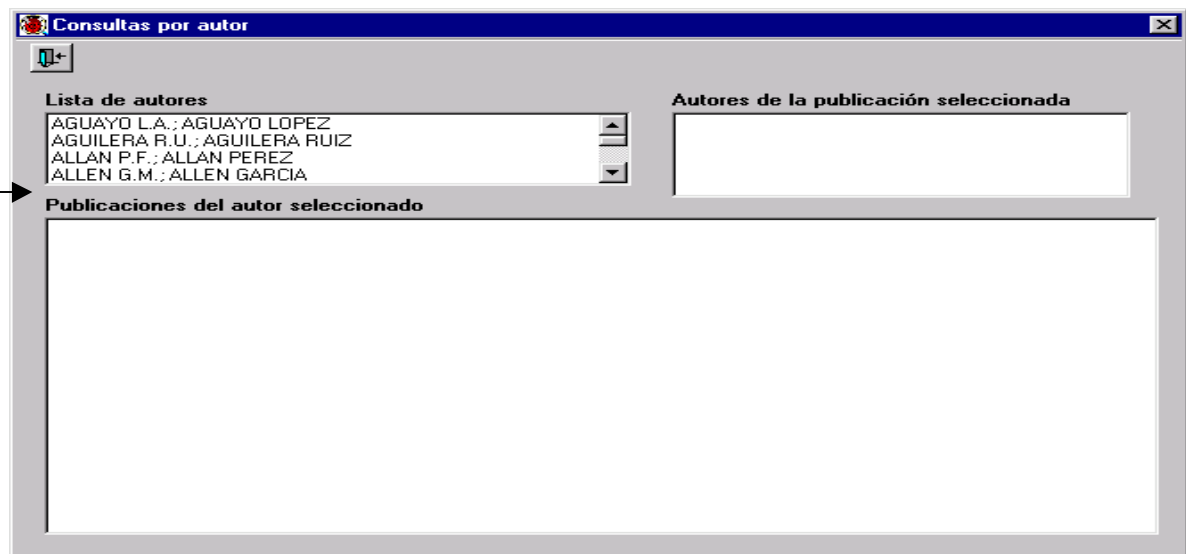 Consultas por autor
Lista de autores
AGUAYO L.A.; AGUAYO LOPEZ
AGUILERA R.U.; AGUILERA RUIZ
ALLAN P.F.; ALLAN PEREZ
ALLEN G.M.; ALLEN GARCIA
Autores de la publicación seleccionada
Publicaciones del autor seleccionado